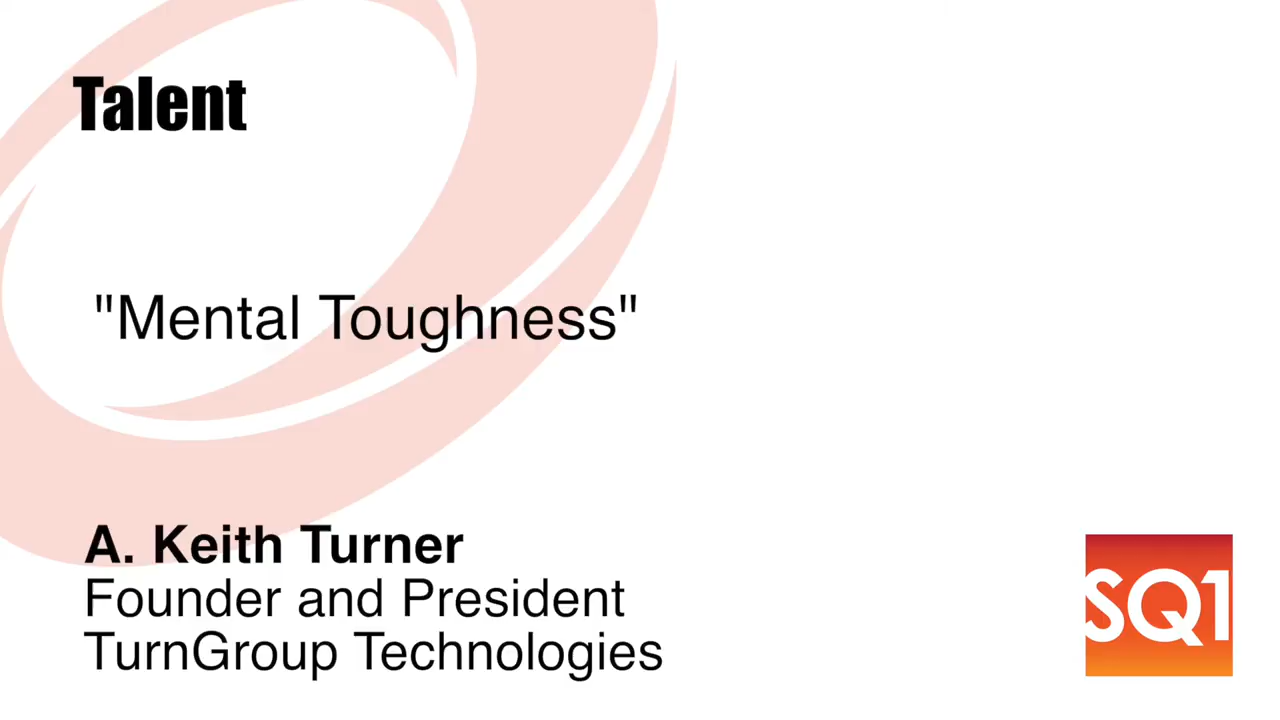 Talent
"Mental Toughness"
A. Keith Turner
Founder and President
TurnGroup Technologies
SQ1